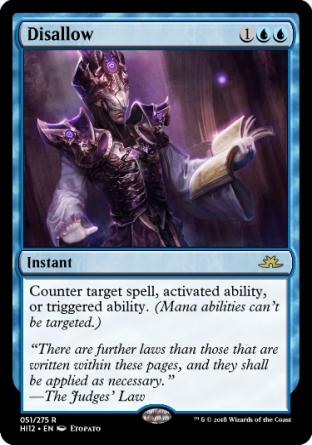 Disallow 1
Instant
Counter target spell, activated ability,
or triggered ability. (Mana abilities can't
be targeted.)
“There are further laws than those that are
written within these pages, and they shall
be applied as necessary.”
—The Judges' Law
051/275 R
HI12 • EN Etopato
™ & © 2018 Wizards of the Coast